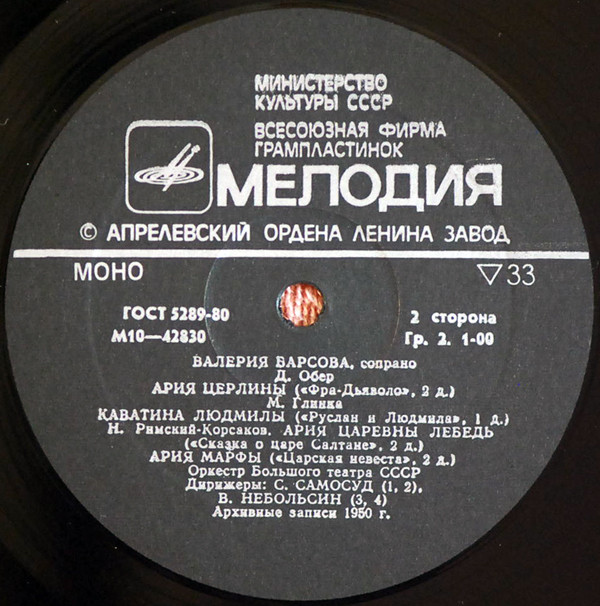 МИНИСТЕРСТВО
КУЛЬТУРЫ СССР
ВСЕСОЮЗНАЯ ФИРМА
ГРАМПЛАСТИНОК
МЕЛОДИЯ
© АПРЕЛЕВСКИЙ ОРДЕНА ЛЕНИНА ЗАВОД
МОНО ▽33
ГОСТ 5289-80 2 сторона
М10—42830 Гр. 2. 1-00
ВАЛЕРИЯ БАРСОВА, сопрано
Д. Обер
АРИЯ ЦЕРЛИНЫ («Фра-Дьяволо», 2 д.)
М. Глинка
КАВАТИНА ЛЮДМИЛЫ («Руслан и Людмила», 1 д.)
Н. Римский-Корсаков. АРИЯ ЦАРЕВНЫ ЛЕБЕДЬ
(«Сказка о царе Салтане», 2 д.)
АРИЯ МАРФЫ («Царская невеста», 2 д.)
Оркестр Большого театра СССР
Дирижеры: С. САМОСУД (1, 2),
В. НЕБОЛЬСИН (3, 4)
Архивные записи 1950 г.